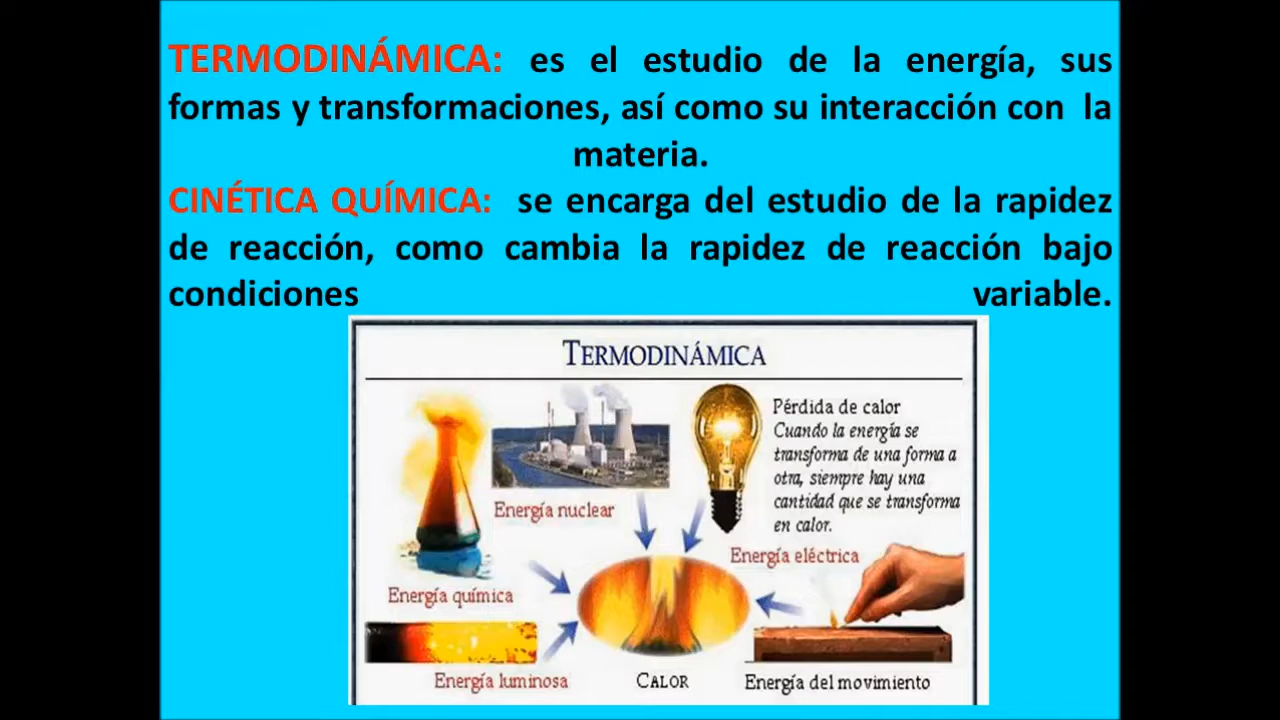 TERMODINÁMICA: es el estudio de la energía, sus
formas y transformaciones, así como su interacción con la
materia.
CINÉTICA QUÍMICA: se encarga del estudio de la rapidez
de reacción, como cambia la rapidez de reacción bajo
condiciones variable.
TERMODINÁMICA
Pérdida de calor
Cuando la energía se
transforma de una forma a
otra, siempre hay una
cantidad que se transforma
en calor.
Energía nuclear
Energía eléctrica
Energía química
Energía luminosa
CALOR
Energía del movimiento